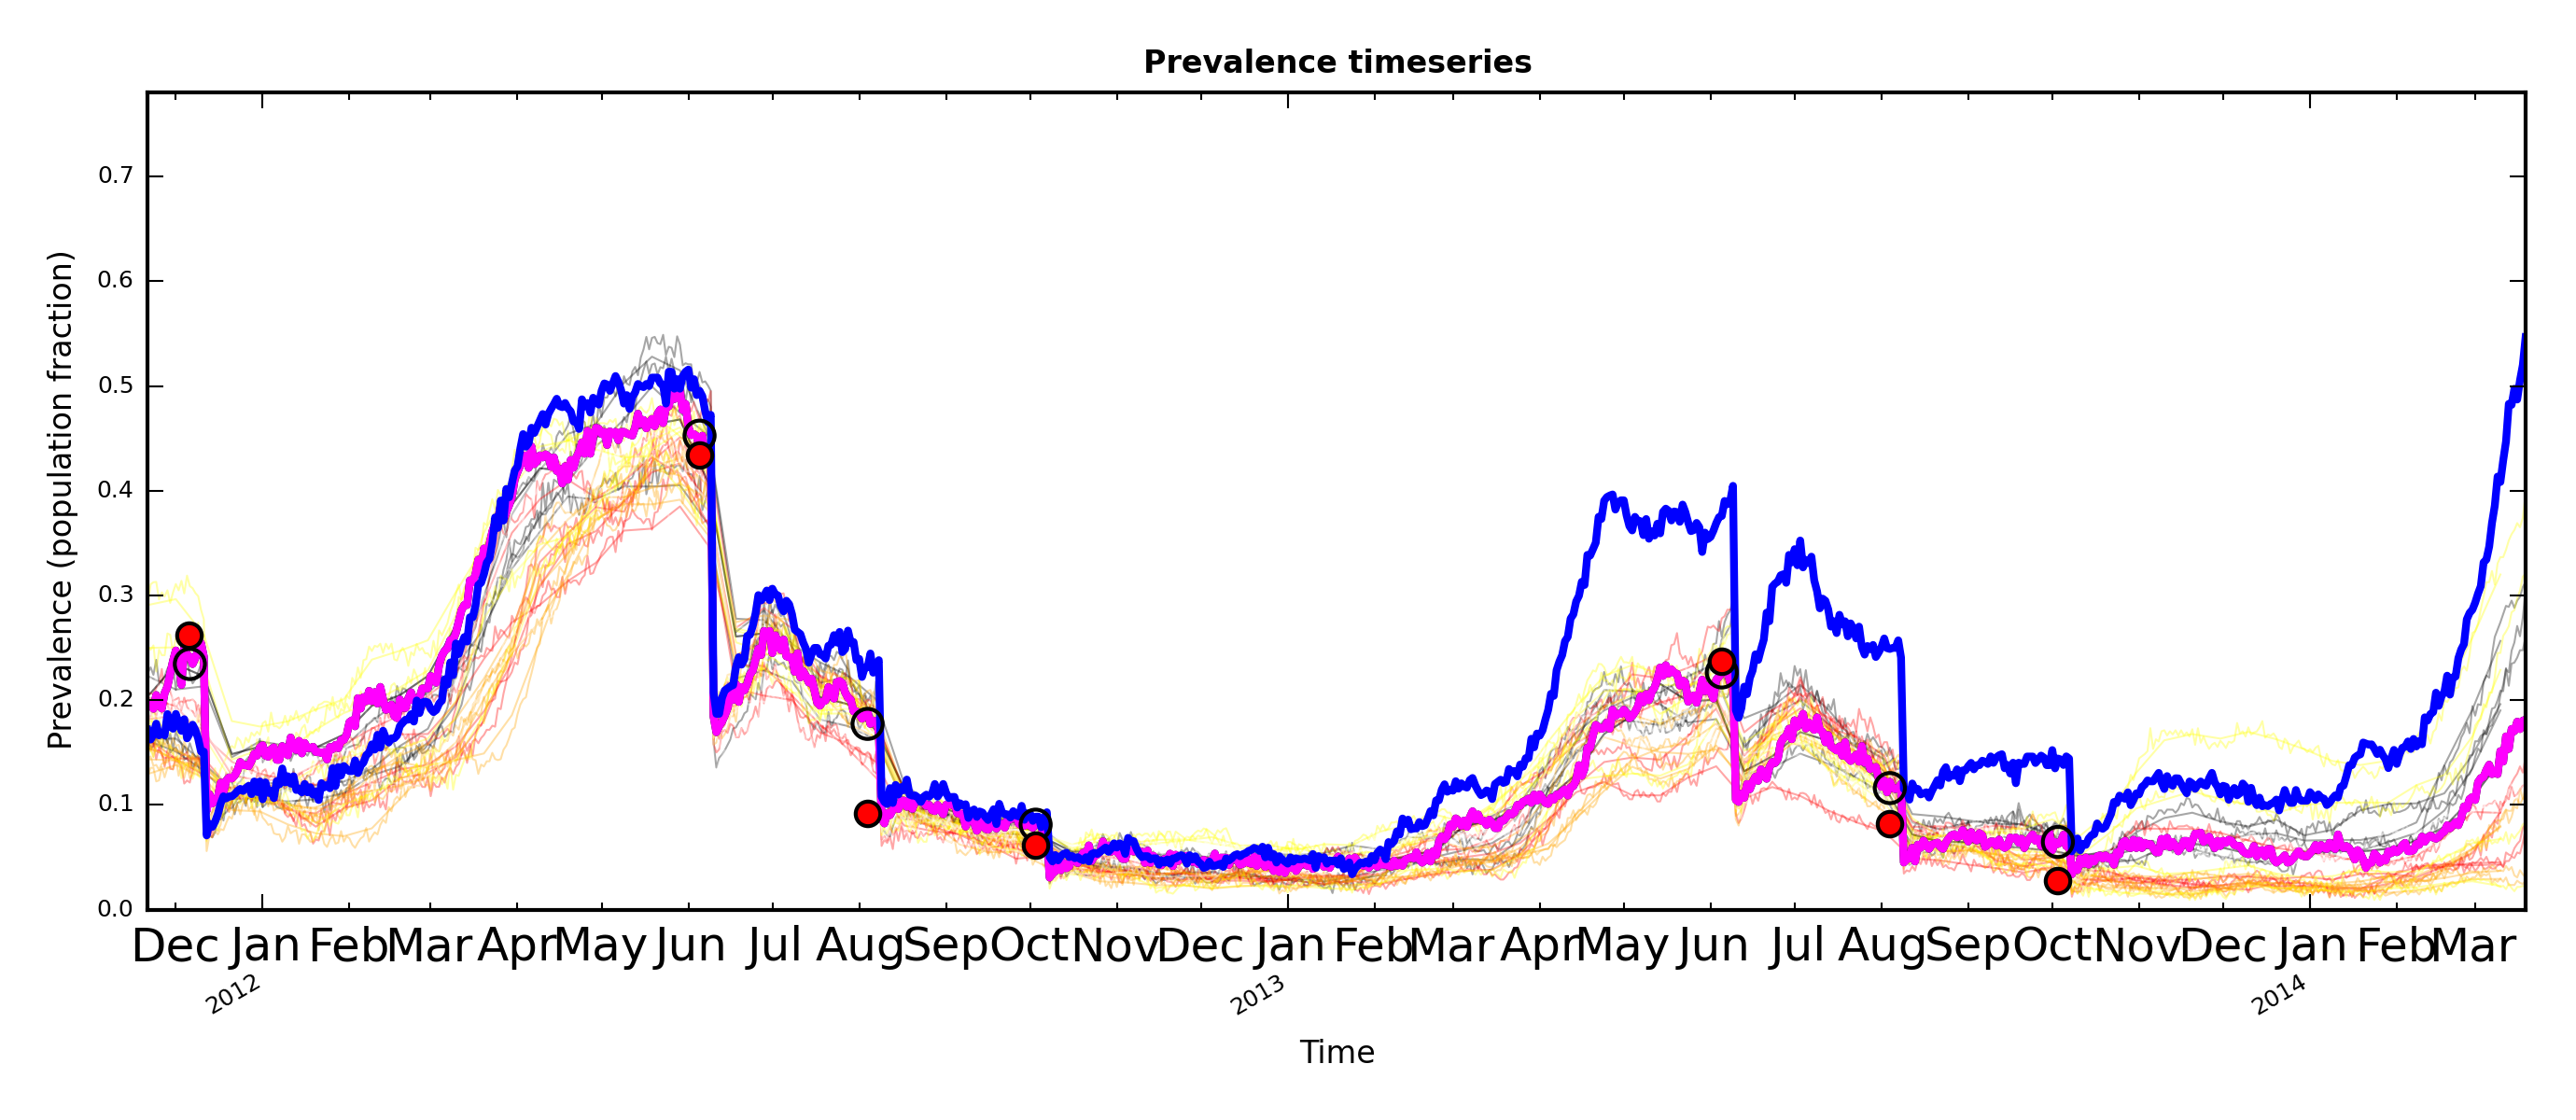 Prevalence timeseries
Prevalence (population fraction)
0.7
0.6
0.5
0.4
0.3
0.2
0.1
0.0
Dec Jan Feb Mar Apr May Jun Jul Aug Sep Oct Nov Dec Jan Feb Mar Apr May Jun Jul Aug Sep Oct Nov Dec Jan Feb Mar
2012 2013 2014
Time